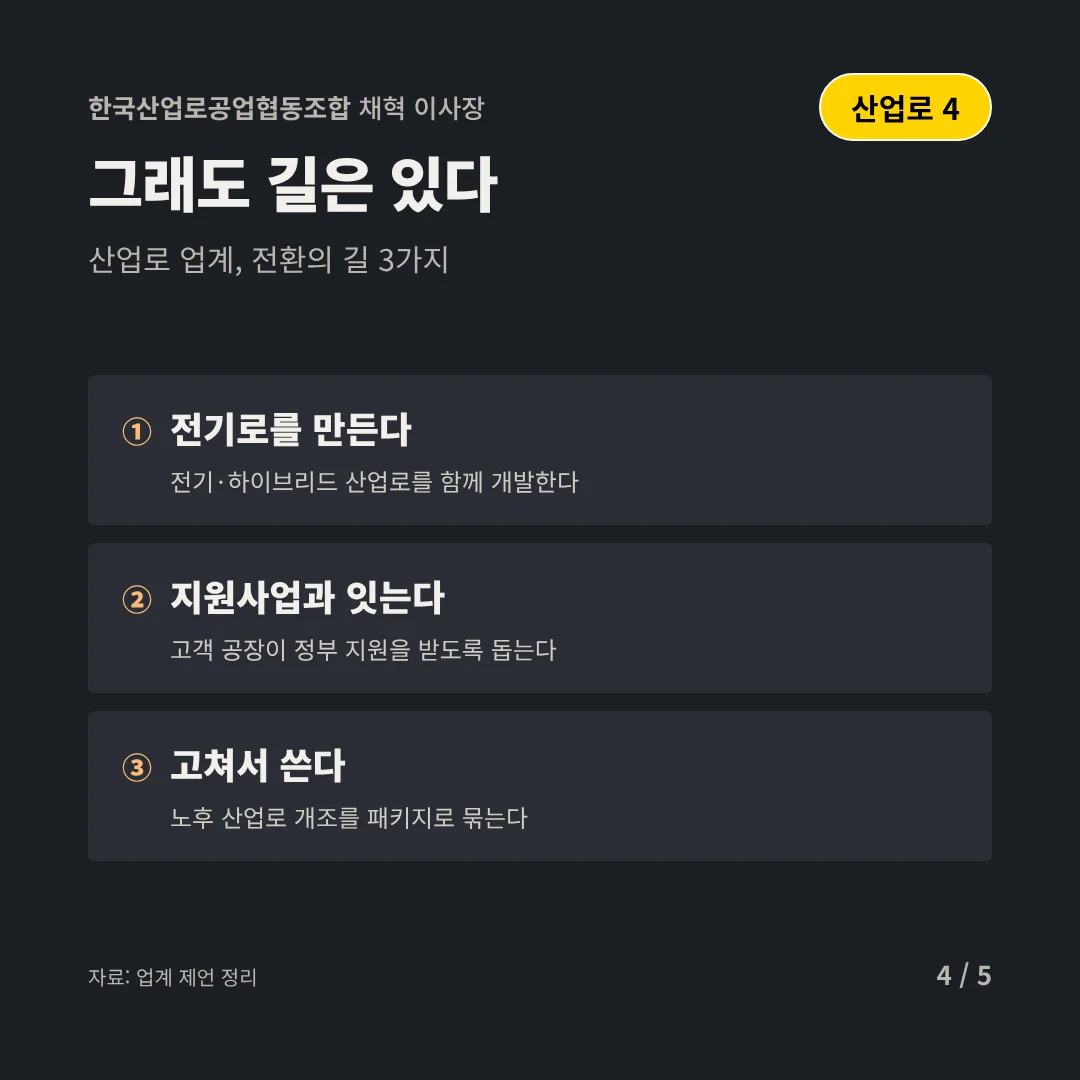 한국산업로공업협동조합 채혁 이사장
산업로 4
그래도 길은 있다
산업로 업계, 전환의 길 3가지
① 전기로를 만든다
전기·하이브리드 산업로를 함께 개발한다
② 지원사업과 잇는다
고객 공장이 정부 지원을 받도록 돕는다
③ 고쳐서 쓴다
노후 산업로 개조를 패키지로 묶는다
자료: 업계 제언 정리
4 / 5